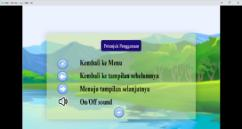 Petunjuk Penggunaan
Kembali ke Menu
Kembali ke tampilan sebelumnya
Menuju tampilan selanjutnya
On/Off sound